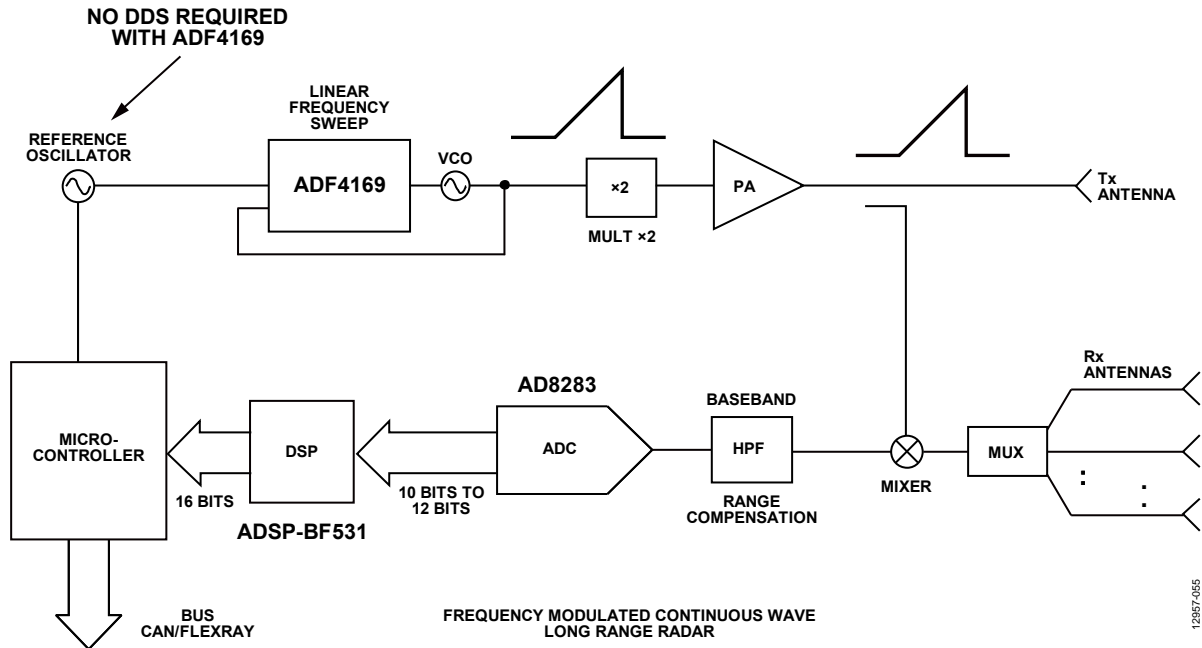 NO DDS REQUIRED
WITH ADF4169
LINEAR
FREQUENCY
SWEEP
REFERENCE
OSCILLATOR
ADF4169
VCO
×2
MULT ×2
PA
Tx
ANTENNA
MICRO-
CONTROLLER
16 BITS
DSP
ADSP-BF531
10 BITS TO
12 BITS
AD8283
ADC
BASEBAND
HPF
RANGE
COMPENSATION
MIXER
MUX
Rx
ANTENNAS
BUS
CAN/FLEXRAY
FREQUENCY MODULATED CONTINUOUS WAVE
LONG RANGE RADAR
12957-055